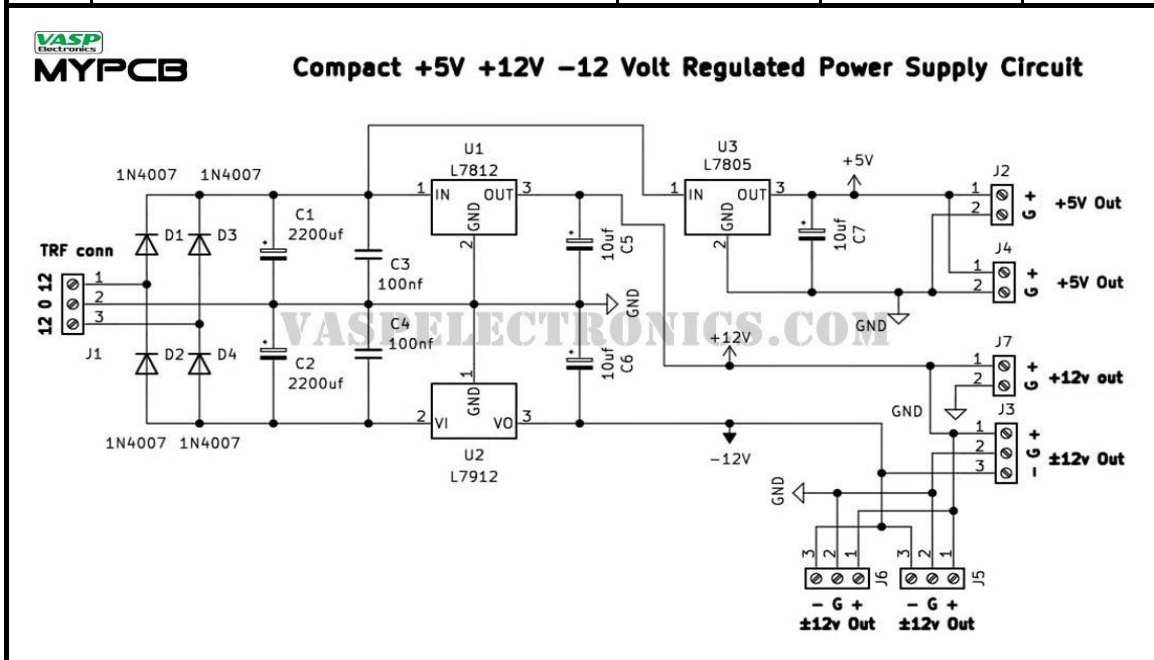 VASP
Electronics
MYPCB
Compact +5V +12V -12 Volt Regulated Power Supply Circuit
U1
L7812
U3
L7805
+5V
J2
1N4007 1N4007
1 IN OUT 3
GND
2
1 IN OUT 3
GND
2
1 +
2 G
+5V Out
C1
2200uf
D1 D3
10uf
C5
10uf
C7
TRF conn
J4
C3
100nf
1 +
2 G
+5V Out
12 0 12
1
2
3
J1
GND
GND
VASPELECTRONICS.COM
C4
100nf
+12V
D2 D4
C2
2200uf
10uf
C6
J7
1 +
2 G
+12v out
1
GND
2 VI VO 3
U2
L7912
GND
J3
1N4007 1N4007
-12V
1 +
2 G
3 -
±12v Out
GND
3 2 1
J6
3 2 1
J5
- G +
- G +
±12v Out
±12v Out